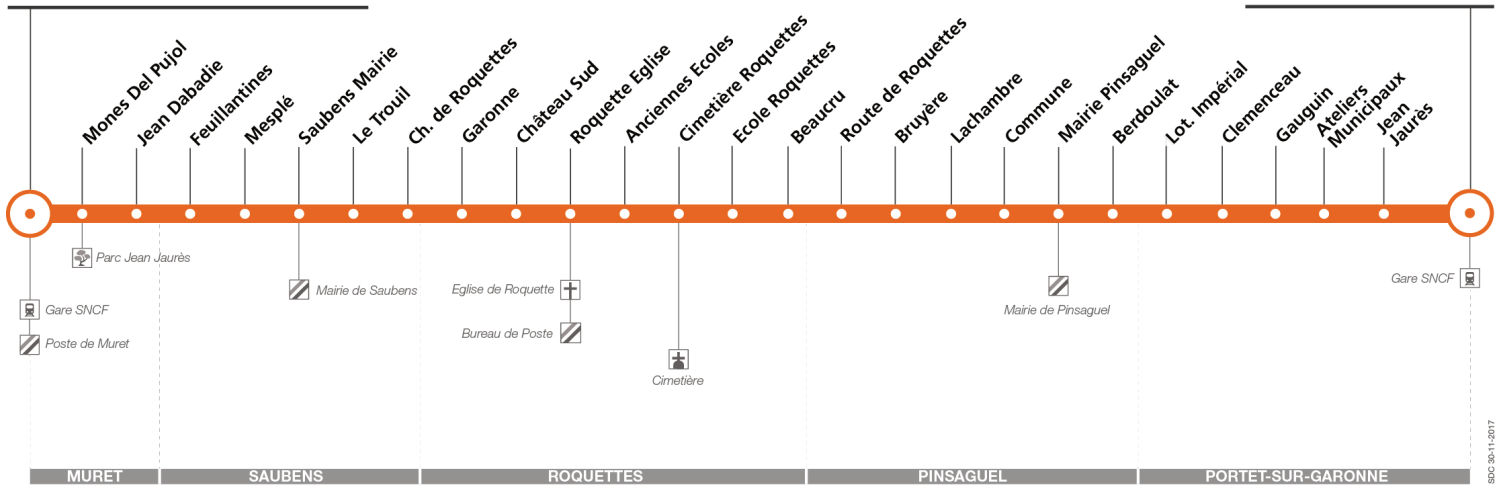 Mones Del Pujol
Jean Dabadie
Feuillantines
Mesplé
Saubens Mairie
Le Trouil
Ch. de Roquettes
Garonne
Château Sud
Roquette Eglise
Anciennes Ecoles
Cimetière Roquettes
Ecole Roquettes
Beaucru
Route de Roquettes
Bruyère
Lachambre
Commune
Mairie Pinsaguel
Berdoulat
Lot. Impérial
Clemenceau
Gauguin
Ateliers
Municipaux
Jean
Jaurès
Parc Jean Jaurès
Gare SNCF
Poste de Muret
Mairie de Saubens
Eglise de Roquette
Bureau de Poste
Cimetière
Mairie de Pinsaguel
Gare SNCF
MURET
SAUBENS
ROQUETTES
PINSAGUEL
PORTET-SUR-GARONNE
SDC 30-11-2017